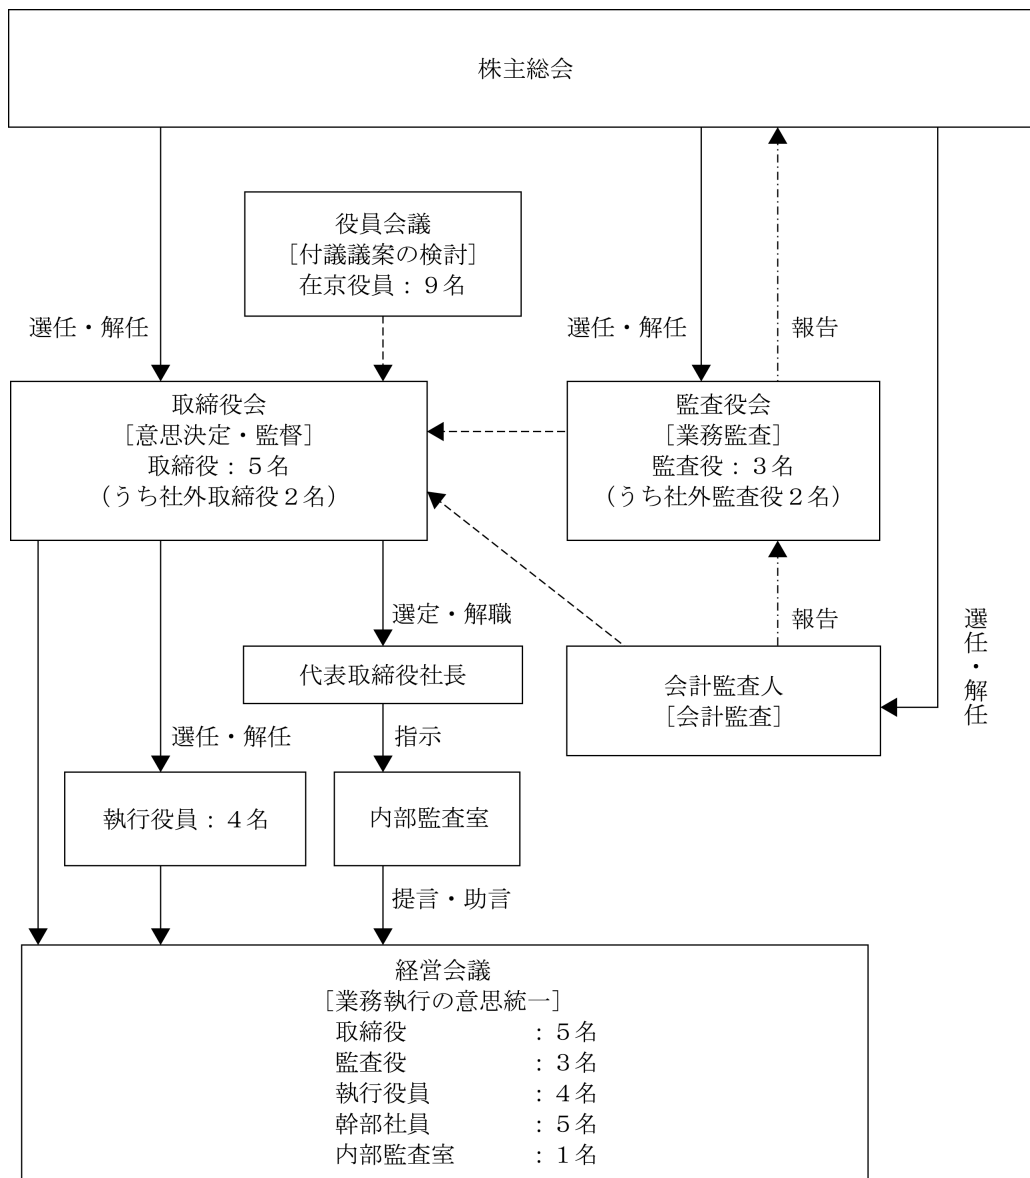 株主総会
役員会議
［付議議案の検討］
在京役員：９名
選任・解任
選任・解任
報告
取締役会
［意思決定・監督］
取締役：５名
（うち社外取締役２名）
監査役会
［業務監査］
監査役：３名
（うち社外監査役２名）
選定・解職
報告
選任・解任
代表取締役社長
会計監査人
［会計監査］
選任・解任
指示
執行役員：４名
内部監査室
提言・助言
経営会議
［業務執行の意思統一］
取締役　　　　　：５名
監査役　　　　　：３名
執行役員　　　　：４名
幹部社員　　　　：５名
内部監査室　　　：１名